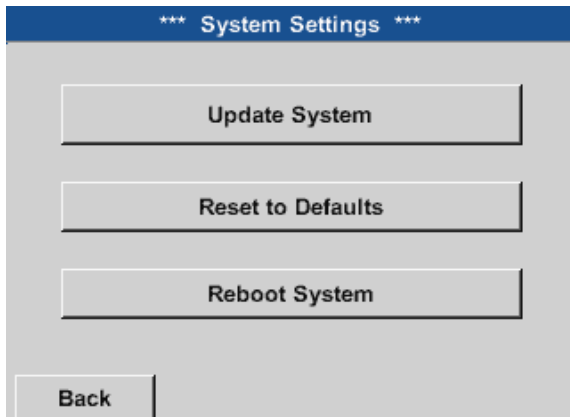 *** System Settings ***
Update System
Reset to Defaults
Reboot System
Back